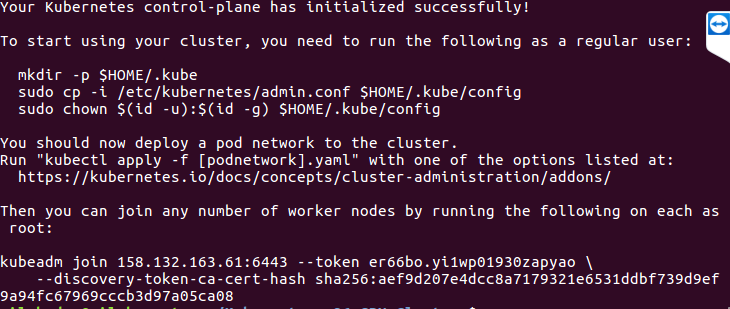 Your Kubernetes control-plane has initialized successfully!
To start using your cluster, you need to run the following as a regular user:
mkdir -p $HOME/.kube
sudo cp -i /etc/kubernetes/admin.conf $HOME/.kube/config
sudo chown $(id -u):$(id -g) $HOME/.kube/config
You should now deploy a pod network to the cluster.
Run "kubectl apply -f [podnetwork].yaml" with one of the options listed at:
https://kubernetes.io/docs/concepts/cluster-administration/addons/
Then you can join any number of worker nodes by running the following on each as
root:
kubeadm join 158.132.163.61:6443 --token er66bo.yi1wp01930zapyao \
--discovery-token-ca-cert-hash sha256:aef9d207e4dcc8a7179321e6531ddbf739d9ef
9a94fc67969cccb3d97a05ca08